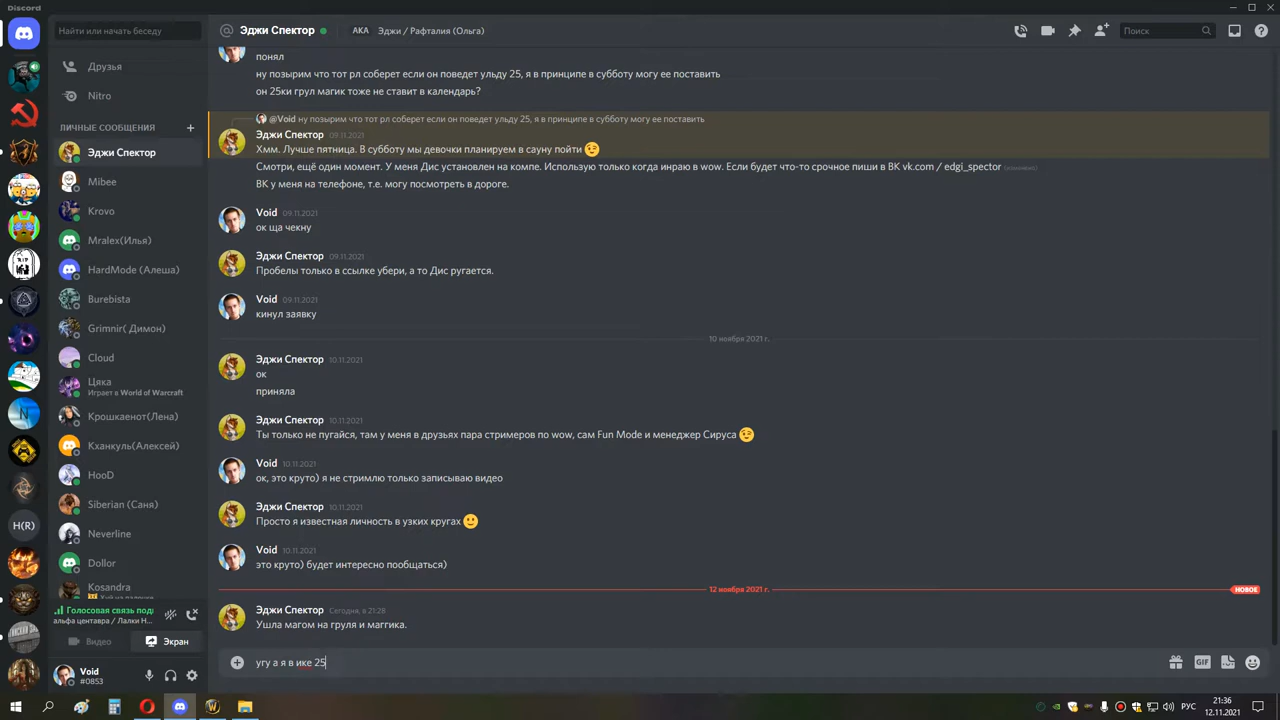 Discord
Найти или начать беседу
Эджи Спектор
AKA
Эджи / Рафталия (Ольга)
Поиск
Друзья
Nitro
ЛИЧНЫЕ СООБЩЕНИЯ
Эджи Спектор
Mibee
Krovo
Mralex(Илья)
HardMode (Алеша)
Burebista
Grimnir( Димон)
Cloud
Цяка
Играет в World of Warcraft
Крошкаенот(Лена)
Кханкуль(Алексей)
HooD
Siberian (Саня)
Neverline
Dollor
Kosandra
H(R)
Голосовая связь под
альфа центавра / Лалки Н...
Видео
Экран
Void
#0853
понял
ну позырим что тот рл соберет если он поведет ульду 25, я в принципе в субботу могу ее поставить
он 25ки грул магик тоже не ставит в календарь?
@Void ну позырим что тот рл соберет если он поведет ульду 25, я в принципе в субботу могу ее поставить
Эджи Спектор 09.11.2021
Хмм. Лучше пятница. В субботу мы девочки планируем в сауну пойти
Смотри, ещё один момент. У меня Дис установлен на компе. Использую только когда инраю в wow. Если будет что-то срочное пиши в ВК vk.com / edgi_spector (изменено)
ВК у меня на телефоне, т.е. могу посмотреть в дороге.
Void 09.11.2021
ок ща чекну
Эджи Спектор 09.11.2021
Пробелы только в ссылке убери, а то Дис ругается.
Void 09.11.2021
кинул заявку
10 ноября 2021 г.
Эджи Спектор 10.11.2021
ок
приняла
Эджи Спектор 10.11.2021
Ты только не пугайся, там у меня в друзьях пара стримеров по wow, сам Fun Mode и менеджер Сируса
Void 10.11.2021
ок, это круто) я не стримлю только записываю видео
Эджи Спектор 10.11.2021
Просто я известная личность в узких кругах
Void 10.11.2021
это круто) будет интересно пообщаться)
12 ноября 2021 г.
НОВОЕ
Эджи Спектор Сегодня, в 21:28
Ушла магом на груля и маггика.
угу а я в ике 25
GIF
РУС
21:36
12.11.2021